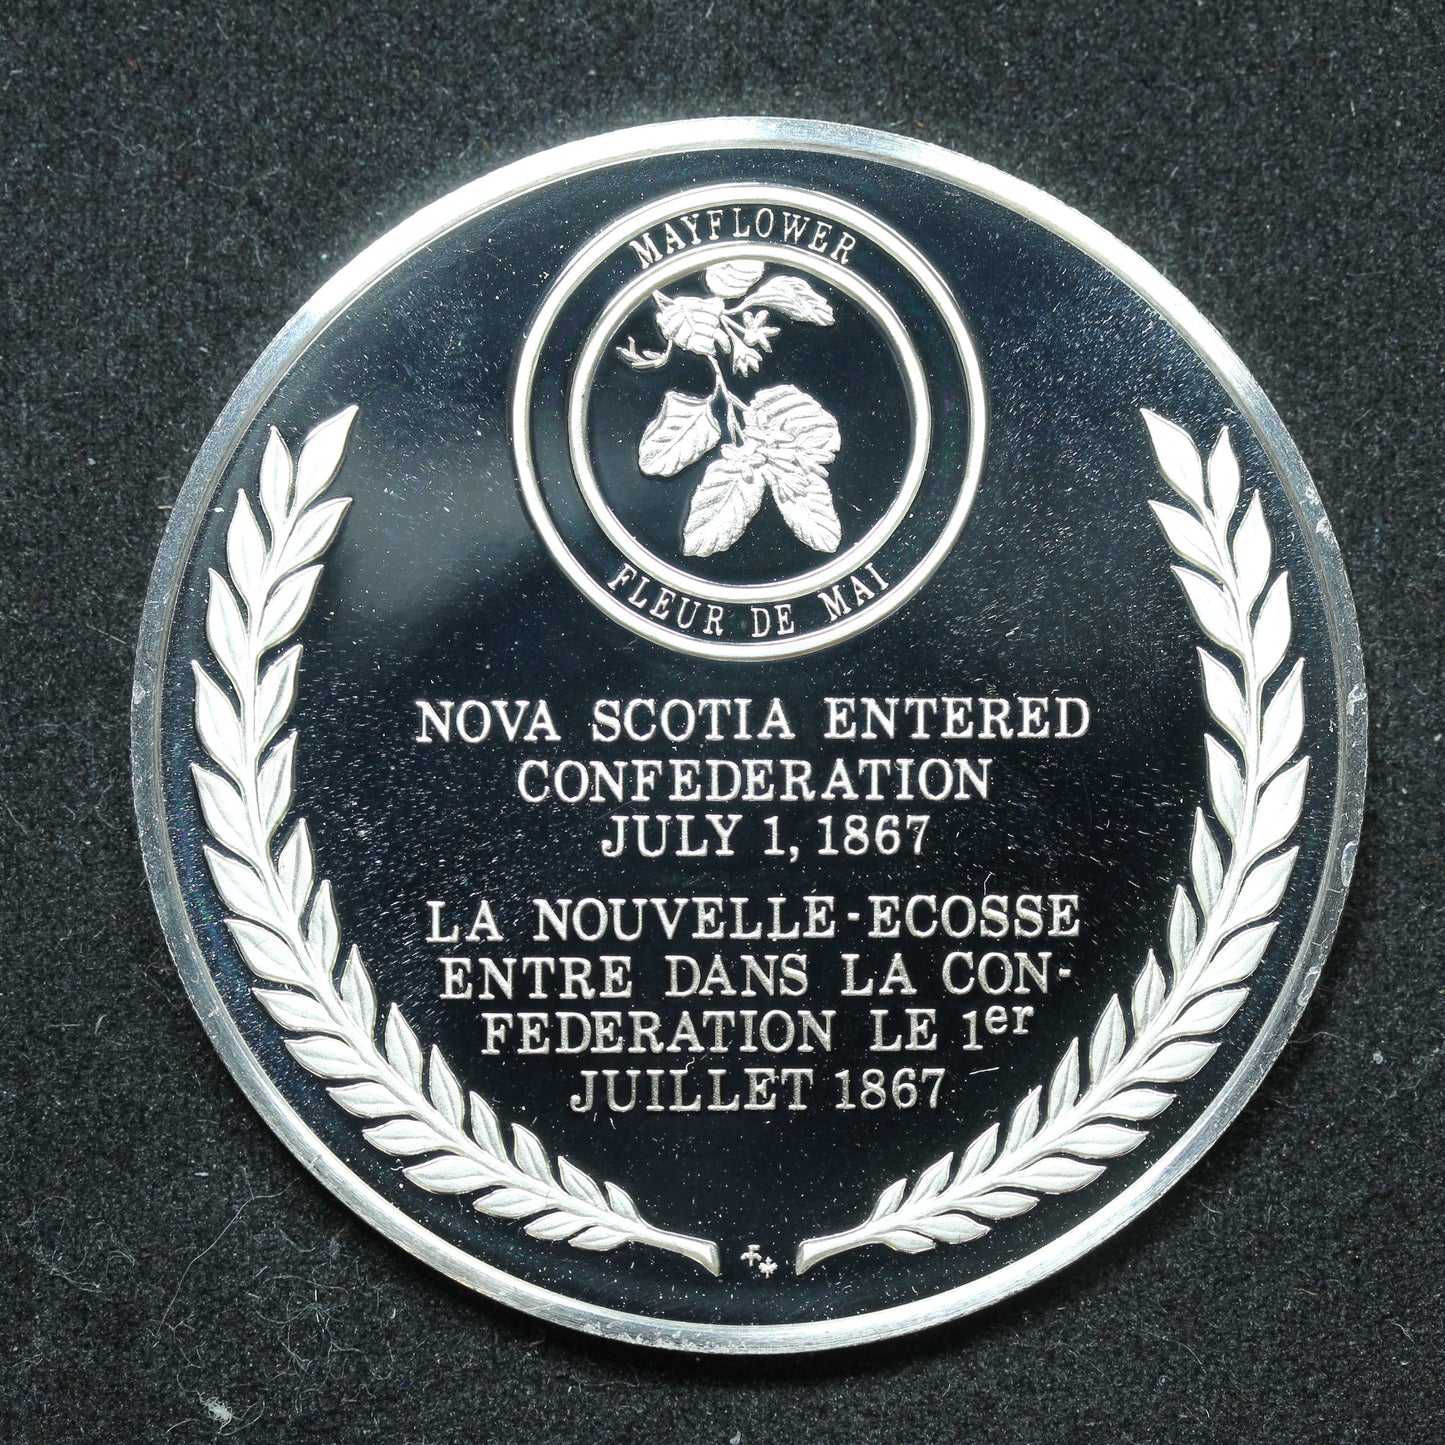 MAYFLOWER
FLEUR DE MAI
NOVA SCOTIA ENTERED
CONFEDERATION
JULY 1, 1867
LA NOUVELLE-ECOSSE
ENTRE DANS LA CON-
FEDERATION LE 1er
JUILLET 1867